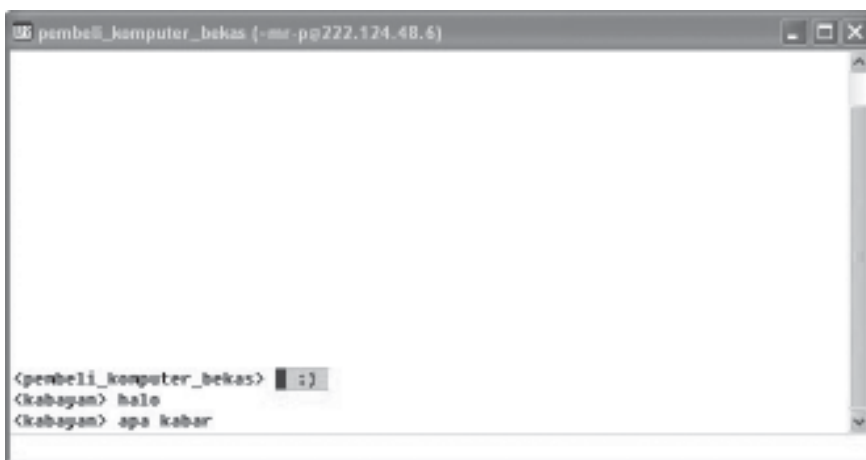 pembeli_komputer_bekas (~mr-p@222.124.48.6)
<pembeli_komputer_bekas> :)
<kabayan> halo
<kabayan> apa kabar